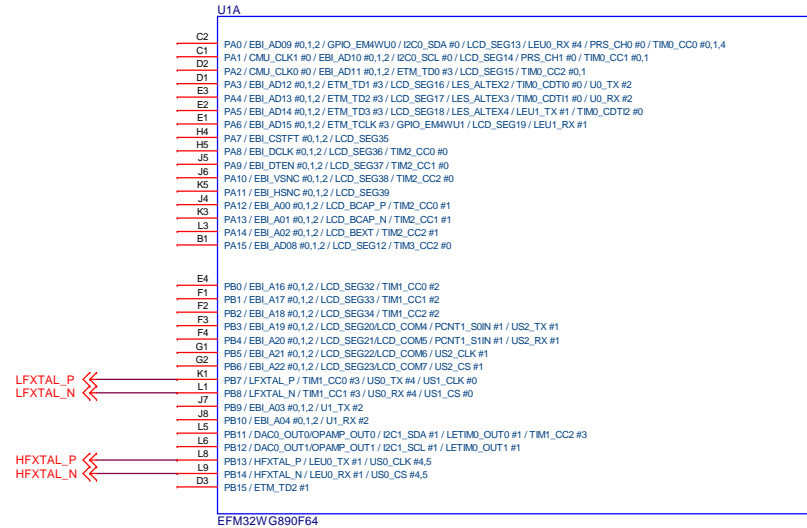 U1A
C2 PA0 / EBI_AD09 #0,1,2 / GPIO_EM4WU0 / I2C0_SDA #0 / LCD_SEG13 / LEU0_RX #4 / PRS_CH0 #0 / TIM0_CC0 #0,1,4
C1 PA1 / CMU_CLK1 #0 / EBI_AD10 #0,1,2 / I2C0_SCL #0 / LCD_SEG14 / PRS_CH1 #0 / TIM0_CC1 #0,1
D2 PA2 / CMU_CLK0 #0 / EBI_AD11 #0,1,2 / ETM_TD0 #3 / LCD_SEG15 / TIM0_CC2 #0,1
D1 PA3 / EBI_AD12 #0,1,2 / ETM_TD1 #3 / LCD_SEG16 / LES_ALTEX2 / TIM0_CDTI0 #0 / U0_TX #2
E3 PA4 / EBI_AD13 #0,1,2 / ETM_TD2 #3 / LCD_SEG17 / LES_ALTEX3 / TIM0_CDTI1 #0 / U0_RX #2
E2 PA5 / EBI_AD14 #0,1,2 / ETM_TD3 #3 / LCD_SEG18 / LES_ALTEX4 / LEU1_TX #1 / TIM0_CDTI2 #0
E1 PA6 / EBI_AD15 #0,1,2 / ETM_TCLK #3 / GPIO_EM4WU1 / LCD_SEG19 / LEU1_RX #1
H4 PA7 / EBI_CSTFT #0,1,2 / LCD_SEG35
H5 PA8 / EBI_DCLK #0,1,2 / LCD_SEG36 / TIM2_CC0 #0
J5 PA9 / EBI_DTEN #0,1,2 / LCD_SEG37 / TIM2_CC1 #0
J6 PA10 / EBI_VSNC #0,1,2 / LCD_SEG38 / TIM2_CC2 #0
K5 PA11 / EBI_HSNC #0,1,2 / LCD_SEG39
J4 PA12 / EBI_A00 #0,1,2 / LCD_BCAP_P / TIM2_CC0 #1
K3 PA13 / EBI_A01 #0,1,2 / LCD_BCAP_N / TIM2_CC1 #1
L3 PA14 / EBI_A02 #0,1,2 / LCD_BEXT / TIM2_CC2 #1
B1 PA15 / EBI_AD08 #0,1,2 / LCD_SEG12 / TIM3_CC2 #0
E4 PB0 / EBI_A16 #0,1,2 / LCD_SEG32 / TIM1_CC0 #2
F1 PB1 / EBI_A17 #0,1,2 / LCD_SEG33 / TIM1_CC1 #2
F2 PB2 / EBI_A18 #0,1,2 / LCD_SEG34 / TIM1_CC2 #2
F3 PB3 / EBI_A19 #0,1,2 / LCD_SEG20/LCD_COM4 / PCNT1_S0IN #1 / US2_TX #1
F4 PB4 / EBI_A20 #0,1,2 / LCD_SEG21/LCD_COM5 / PCNT1_S1IN #1 / US2_RX #1
G1 PB5 / EBI_A21 #0,1,2 / LCD_SEG22/LCD_COM6 / US2_CLK #1
G2 PB6 / EBI_A22 #0,1,2 / LCD_SEG23/LCD_COM7 / US2_CS #1
LFXTAL_P K1 PB7 / LFXTAL_P / TIM1_CC0 #3 / US0_TX #4 / US1_CLK #0
LFXTAL_N L1 PB8 / LFXTAL_N / TIM1_CC1 #3 / US0_RX #4 / US1_CS #0
J7 PB9 / EBI_A03 #0,1,2 / U1_TX #2
J8 PB10 / EBI_A04 #0,1,2 / U1_RX #2
L5 PB11 / DAC0_OUT0/OPAMP_OUT0 / I2C1_SDA #1 / LETIM0_OUT0 #1 / TIM1_CC2 #3
L6 PB12 / DAC0_OUT1/OPAMP_OUT1 / I2C1_SCL #1 / LETIM0_OUT1 #1
HFXTAL_P L8 PB13 / HFXTAL_P / LEU0_TX #1 / US0_CLK #4,5
HFXTAL_N L9 PB14 / HFXTAL_N / LEU0_RX #1 / US0_CS #4,5
D3 PB15 / ETM_TD2 #1
EFM32WG890F64